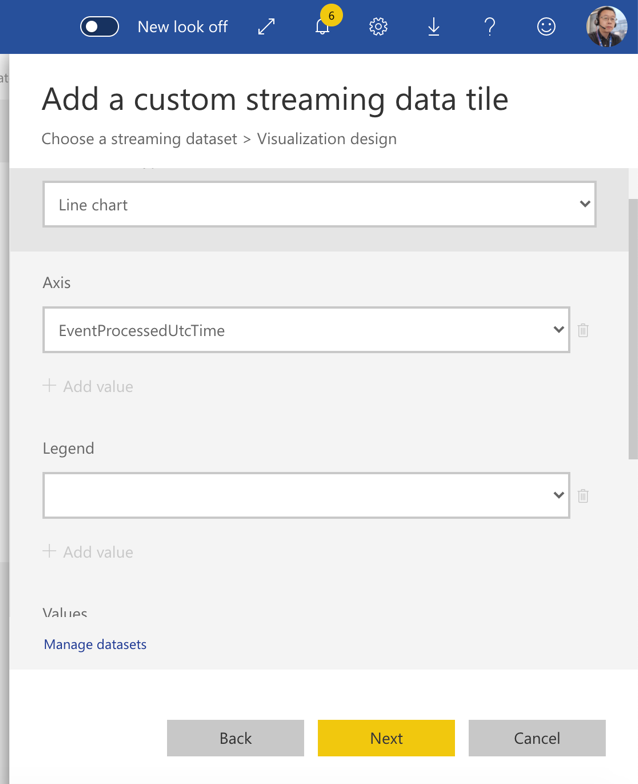 New look off
6
at
Add a custom streaming data tile
Choose a streaming dataset > Visualization design
Line chart
Axis
EventProcessedUtcTime
+ Add value
Legend
+ Add value
Values
Manage datasets
Back
Next
Cancel